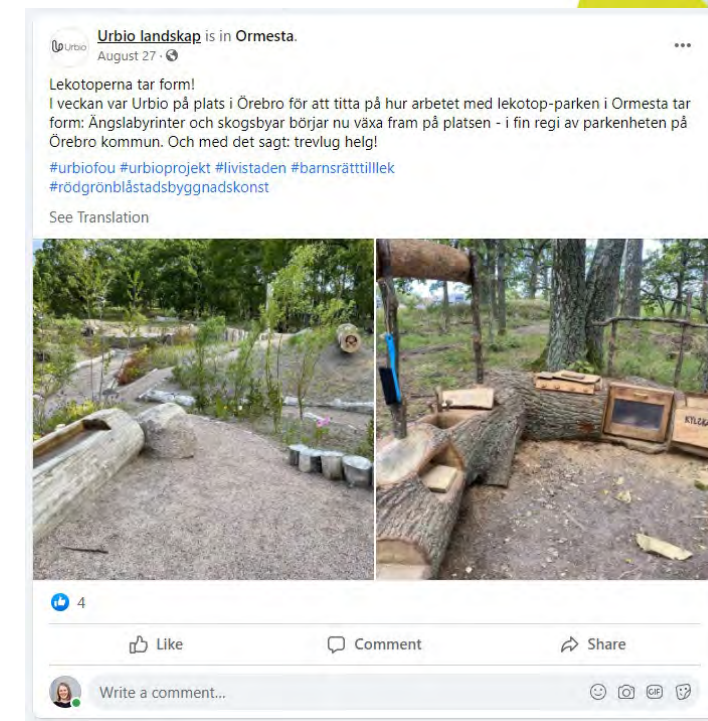 Urbio
Urbio landskap is in Ormesta.
August 27 ·
Lekotoperna tar form!
I veckan var Urbio på plats i Örebro för att titta på hur arbetet med lekotop-parken i Ormesta tar
form: Ängslabyrinter och skogsbyar börjar nu växa fram på platsen - i fin regi av parkenheten på
Örebro kommun. Och med det sagt: trevlug helg!
#urbiofou #urbioprojekt #livistaden #barnsrätttilllek
#rödgrönblåstadsbyggnadskonst
See Translation
4
Like Comment Share
Write a comment...
GIF